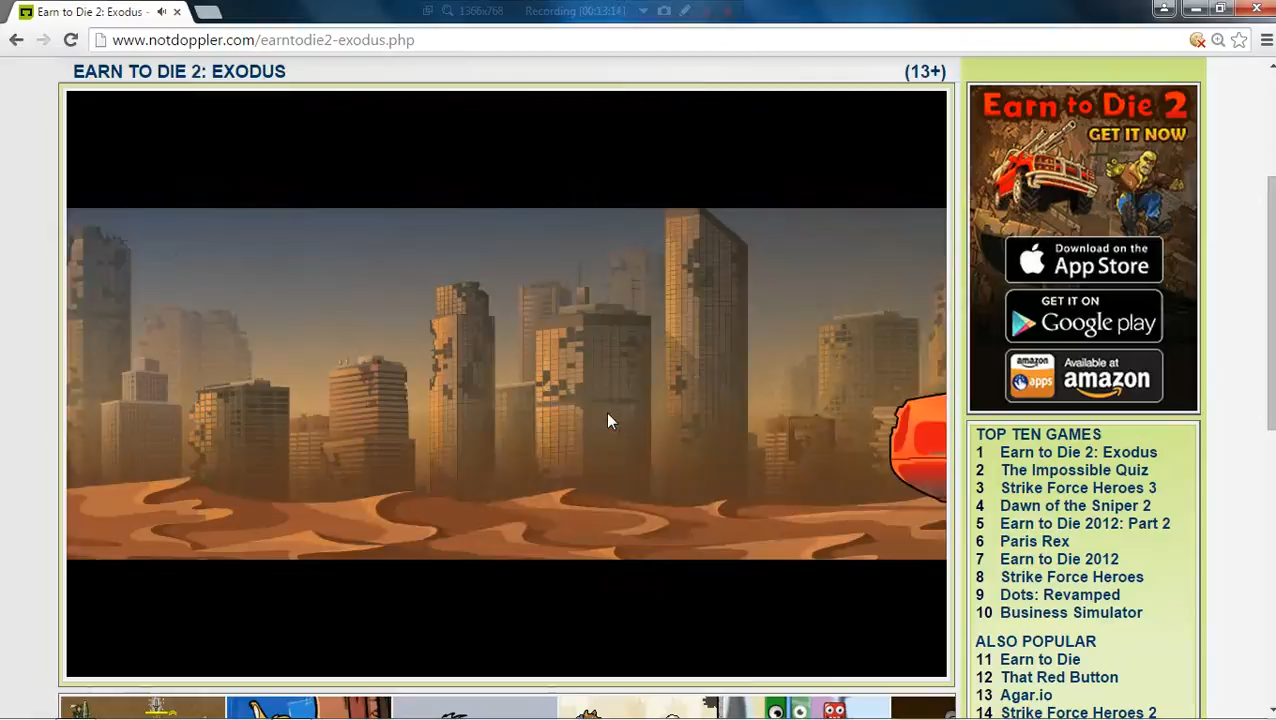 Earn to Die 2: Exodus -
1366x768
Recording [00:13:14]
www.notdoppler.com/earntodie2-exodus.php
EARN TO DIE 2: EXODUS
(13+)
Earn to Die 2
GET IT NOW
Download on the
App Store
GET IT ON
Google play
amazon
apps
Available at
amazon
TOP TEN GAMES
1 Earn to Die 2: Exodus
2 The Impossible Quiz
3 Strike Force Heroes 3
4 Dawn of the Sniper 2
5 Earn to Die 2012: Part 2
6 Paris Rex
7 Earn to Die 2012
8 Strike Force Heroes
9 Dots: Revamped
10 Business Simulator
ALSO POPULAR
11 Earn to Die
12 That Red Button
13 Agar.io
14 Strike Force Heroes 2